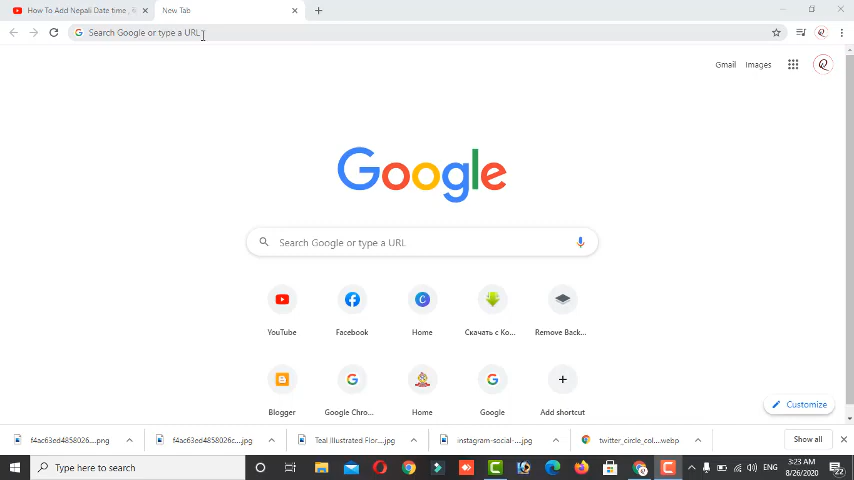 How To Add Nepali Date time ,
New Tab
Search Google or type a URL
Gmail
Images
Google
Search Google or type a URL
YouTube
Facebook
Home
Скачать с Ко...
Remove Back...
Blogger
Google Chro...
Home
Google
Add shortcut
Customize
f4ac63ed4858026....png
f4ac63ed4858026c...jpg
Teal Illustrated Flor....jpg
instagram-social-...jpg
twitter_circle_col....webp
Show all
Type here to search
ENG
3:23 AM
8/26/2020
22